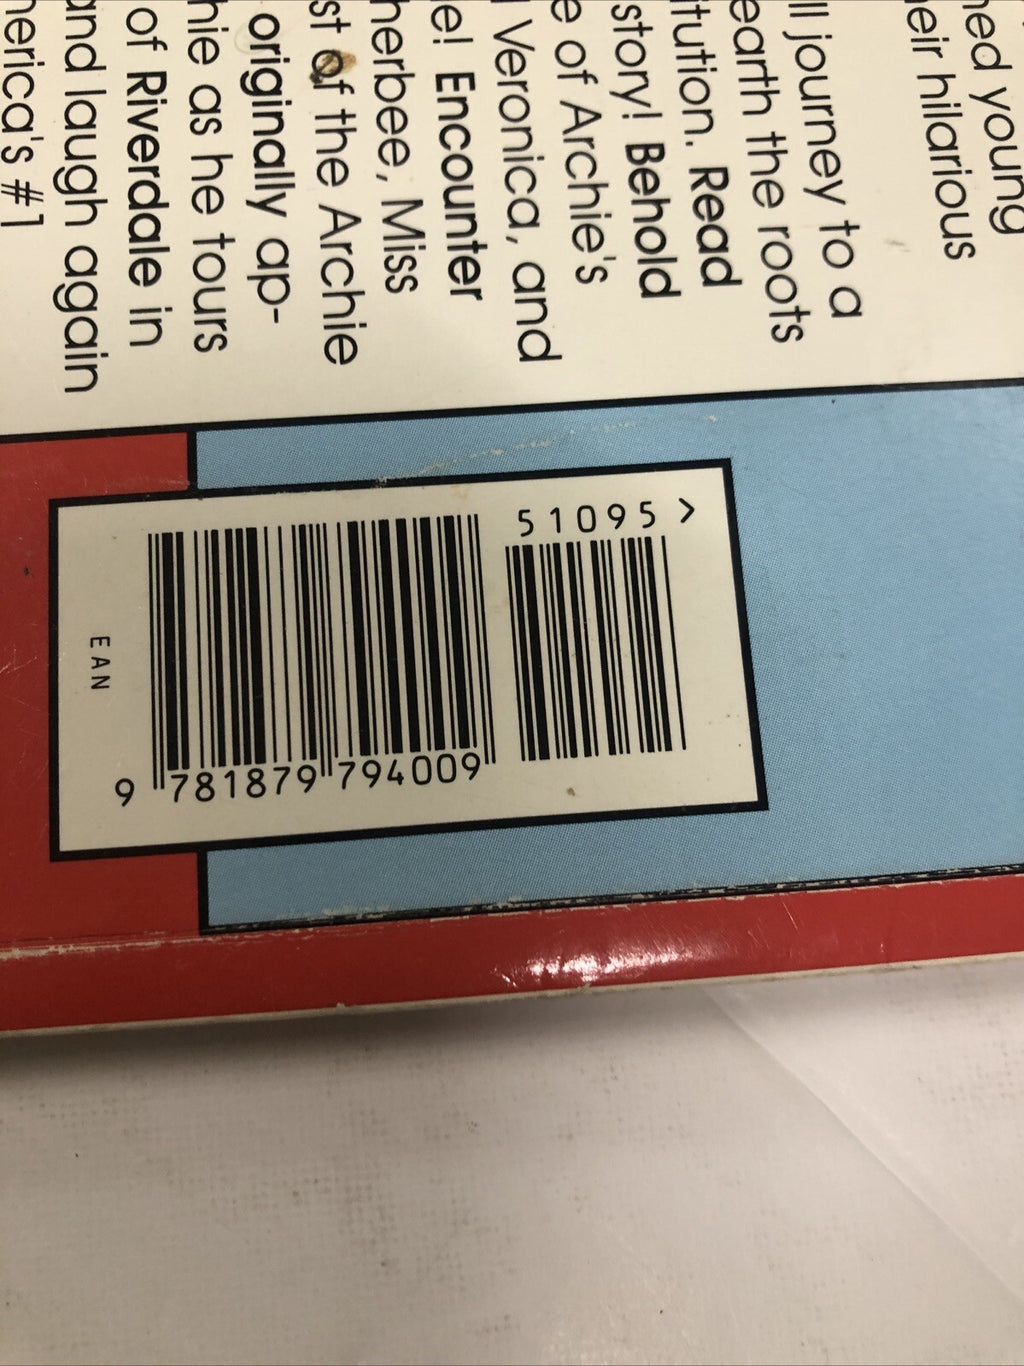 ned young
eir hilarious
ll journey to a
earth the roots
itution. Read
story! Behold
e of Archie's
Veronica, and
e! Encounter
herbee, Miss
st of the Archie
originally ap-
hie as he tours
of Riverdale in
and laugh again
merica's #1
51095>
EAN
9 781879 794009